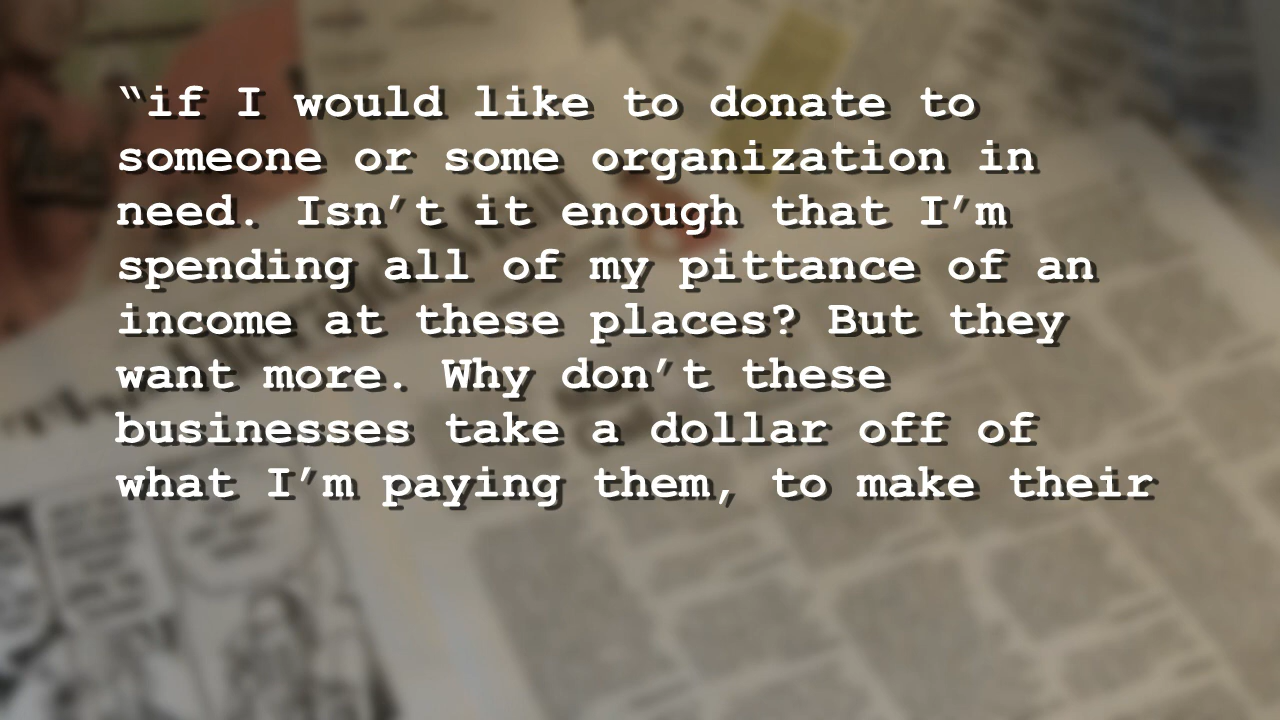 “if I would like to donate to
someone or some organization in
need. Isn’t it enough that I’m
spending all of my pittance of an
income at these places? But they
want more. Why don’t these
businesses take a dollar off of
what I’m paying them, to make their